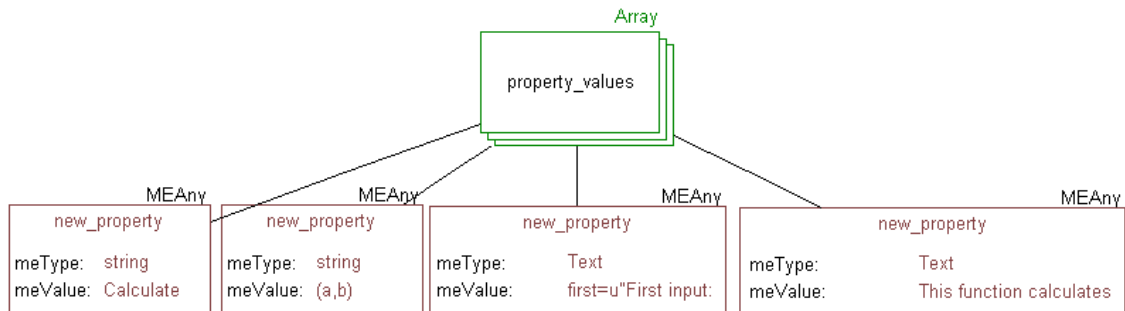 Array
property_values
MEAny MEAny MEAny MEAny
new_property new_property new_property new_property
meType: string meType: string meType: Text meType: Text
meValue: Calculate meValue: (a,b) meValue: first=u"First input: meValue: This function calculates